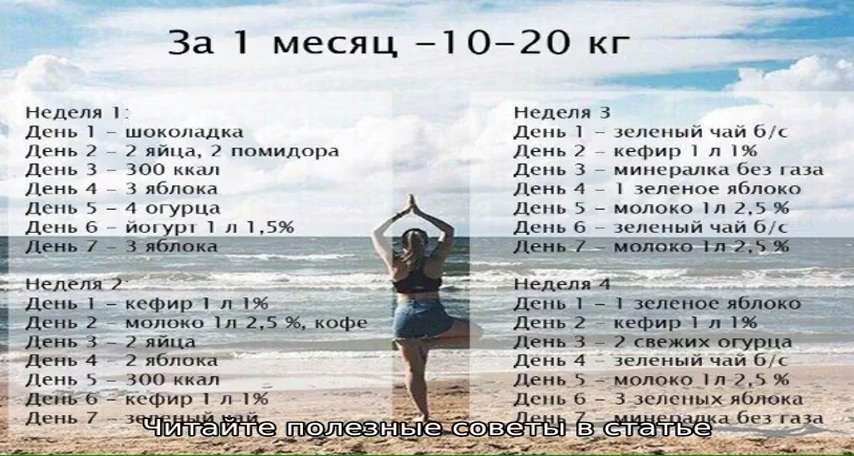 За 1 месяц -10-20 кг
Неделя 1:
День 1 - шоколадка
День 2 - 2 яйца, 2 помидора
День 3 - 300 ккал
День 4 - 3 яблока
День 5 - 4 огурца
День 6 - йогурт 1 л 1,5%
День 7 - 3 яблока
Неделя 2:
День 1 - кефир 1 л 1%
День 2 - молоко 1л 2,5 %, кофе
День 3 - 2 яйца
День 4 - 2 яблока
День 5 - 300 ккал
День 6 - кефир 1 л 1%
День 7 - зеленый чай
Неделя 3
День 1 - зеленый чай б/с
День 2 - кефир 1 л 1%
День 3 - минералка без газа
День 4 - 1 зеленое яблоко
День 5 - молоко 1л 2,5 %
День 6 - зеленый чай б/с
День 7 - молоко 1л 2,5 %
Неделя 4
День 1 - 1 зеленое яблоко
День 2 - кефир 1 л 1%
День 3 - 2 свежих огурца
День 4 - зеленый чай б/с
День 5 - молоко 1л 2,5 %
День 6 - 3 зеленых яблока
День 7 - минералка без газа
Читайте полезные советы в статье